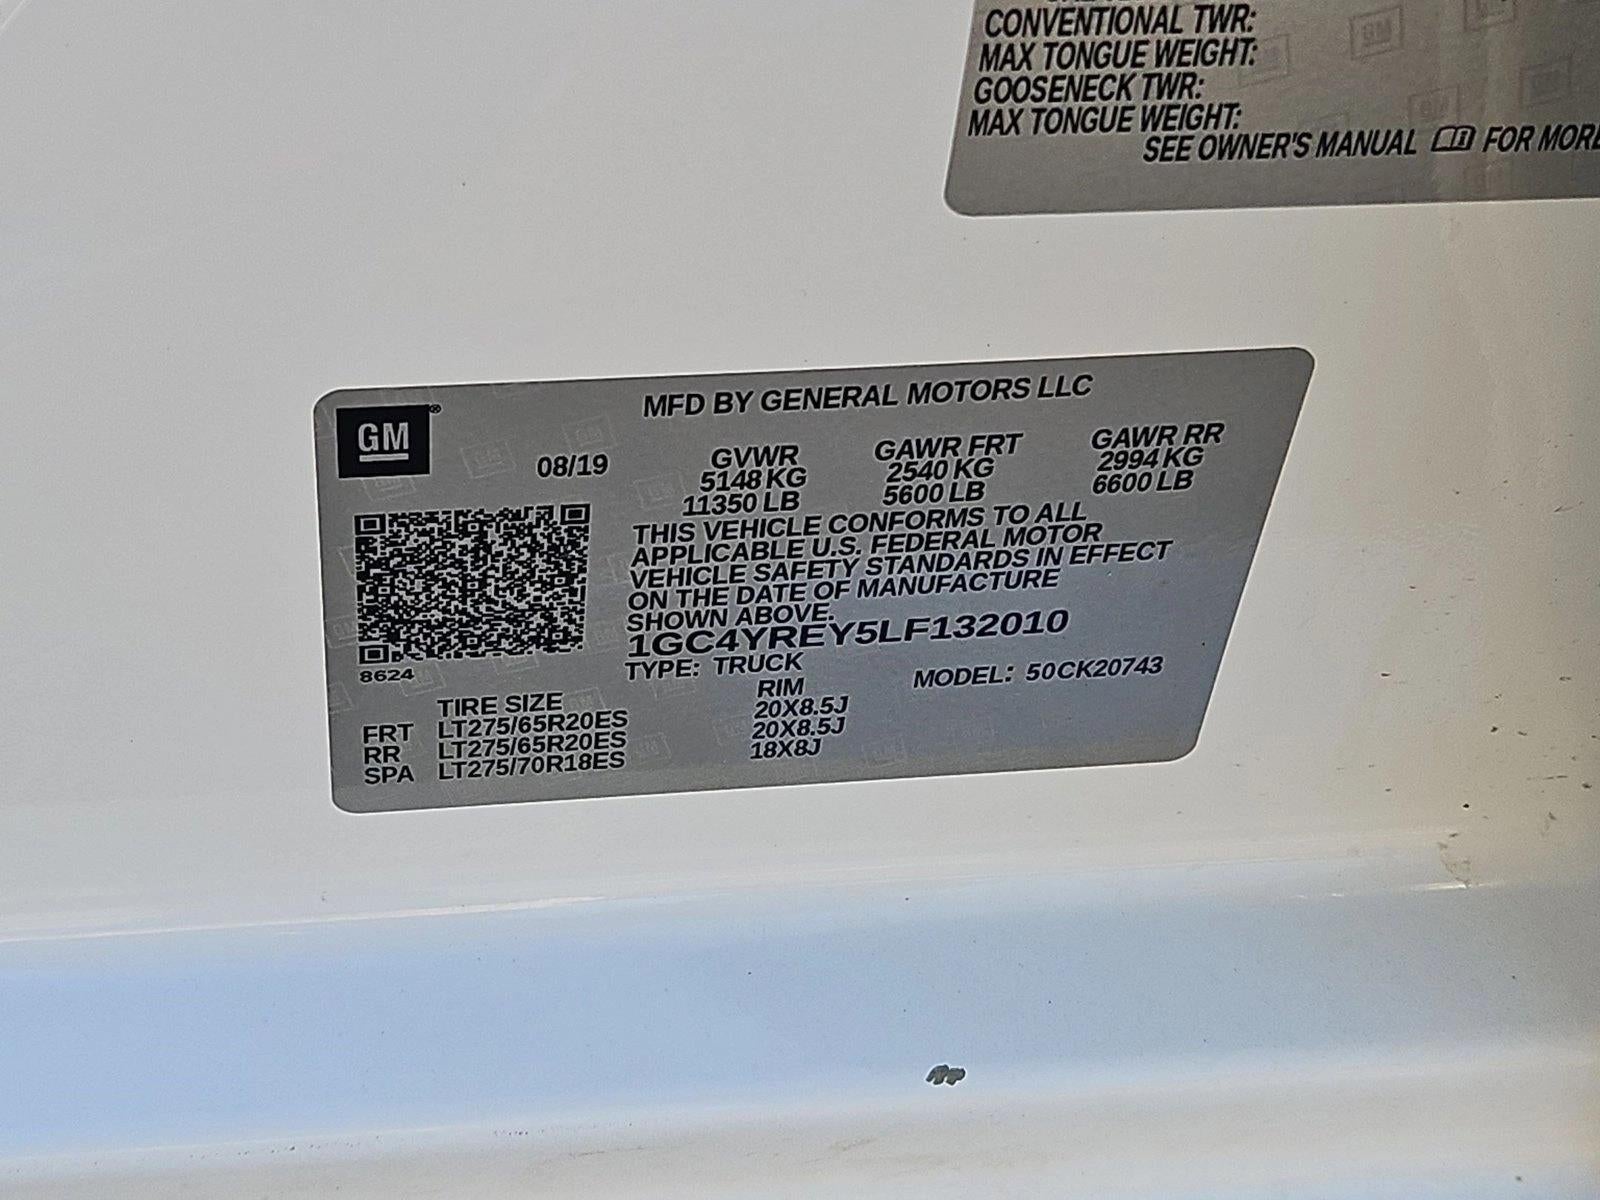 CONVENTIONAL TWR:
MAX TONGUE WEIGHT:
GOOSENECK TWR:
MAX TONGUE WEIGHT:
SEE OWNER'S MANUAL FOR MORE
GM®
MFD BY GENERAL MOTORS LLC
08/19
GVWR GAWR FRT GAWR RR
5148 KG 2540 KG 2994 KG
11350 LB 5600 LB 6600 LB
THIS VEHICLE CONFORMS TO ALL
APPLICABLE U.S. FEDERAL MOTOR
VEHICLE SAFETY STANDARDS IN EFFECT
ON THE DATE OF MANUFACTURE
SHOWN ABOVE.
1GC4YREY5LF132010
8624
TYPE: TRUCK MODEL: 50CK20743
TIRE SIZE RIM
FRT LT275/65R20ES 20X8.5J
RR LT275/65R20ES 20X8.5J
SPA LT275/70R18ES 18X8J